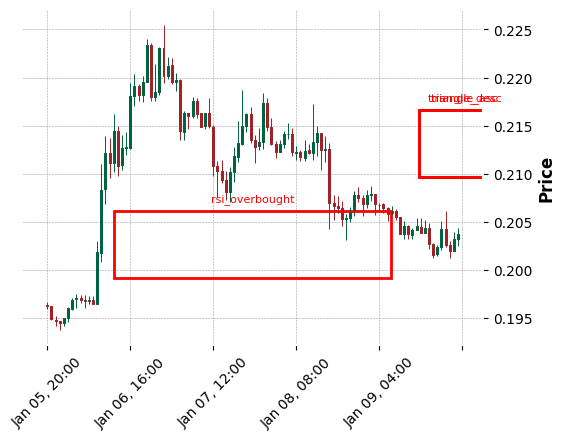 0.225
0.220
0.215
0.210
0.205
0.200
0.195
Price
rsi_overbought
Jan 05, 20:00
Jan 06, 16:00
Jan 07, 12:00
Jan 08, 08:00
Jan 09, 04:00